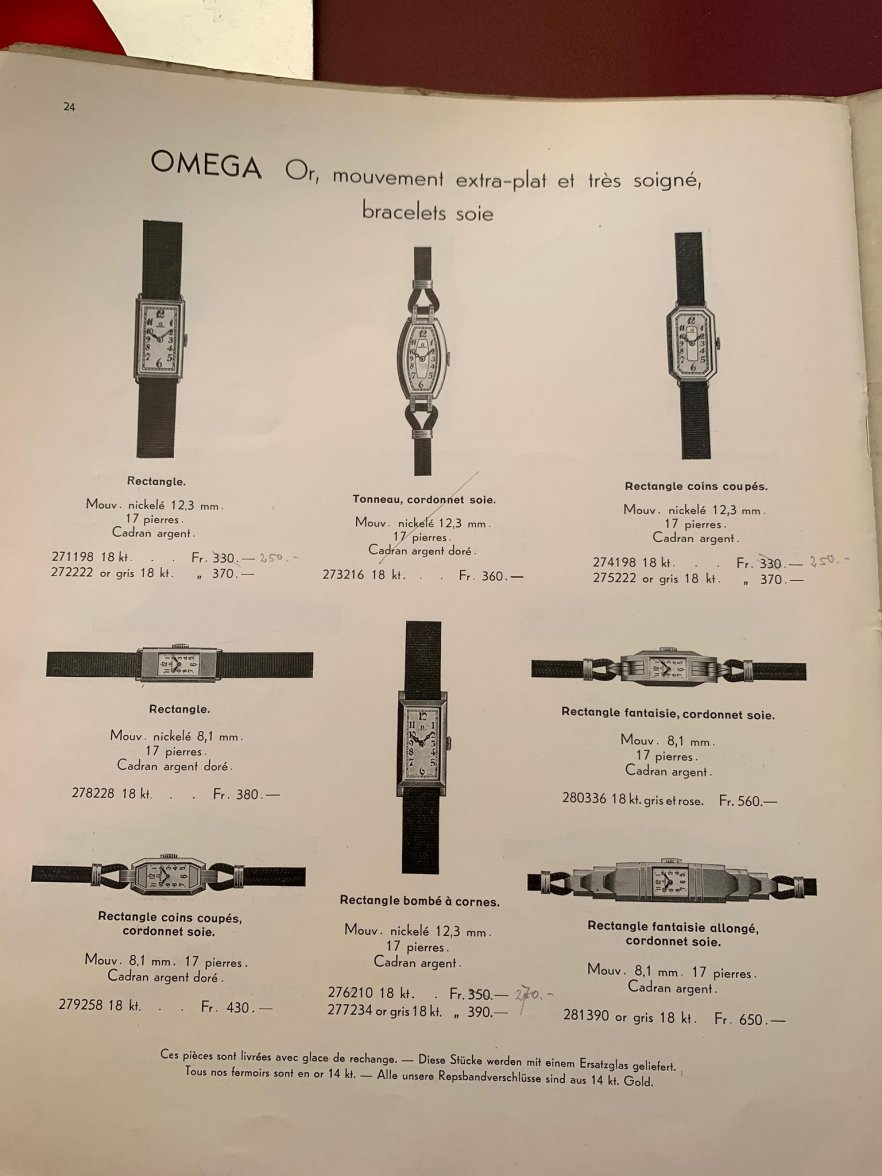 24
OMEGA Or, mouvement extra-plat et très soigné,
bracelets soie
Rectangle.
Mouv. nickelé 12,3 mm.
17 pierres.
Cadran argent.
271198 18 kt. . Fr. 330.— 250.-
272222 or gris 18 kt. „ 370.—
Tonneau, cordonnet soie.
Mouv. nickelé 12,3 mm.
17 pierres.
Cadran argent doré.
273216 18 kt. . . Fr. 360.—
Rectangle coins coupés.
Mouv. nickelé 12,3 mm.
17 pierres.
Cadran argent.
274198 18 kt. . . Fr. 330.— 250.-
275222 or gris 18 kt. „ 370.—
Rectangle.
Mouv. nickelé 8,1 mm.
17 pierres.
Cadran argent doré.
278228 18 kt. . . Fr. 380.—
Rectangle fantaisie, cordonnet soie.
Mouv. 8,1 mm.
17 pierres.
Cadran argent.
280336 18 kt. gris et rose. Fr. 560.—
Rectangle coins coupés,
cordonnet soie.
Mouv. 8,1 mm. 17 pierres.
Cadran argent doré.
279258 18 kt. . . Fr. 430.—
Rectangle bombé à cornes.
Mouv. nickelé 12,3 mm.
17 pierres.
Cadran argent.
276210 18 kt. . Fr. 350.— 270.-
277234 or gris 18 kt. „ 390.—
Rectangle fantaisie allongé,
cordonnet soie.
Mouv. 8,1 mm. 17 pierres.
Cadran argent.
281390 or gris 18 kt. Fr. 650.—
Ces pièces sont livrées avec glace de rechange. — Diese Stücke werden mit einem Ersatzglas geliefert.
Tous nos fermoirs sont en or 14 kt. — Alle unsere Repsbandverschlüsse sind aus 14 kt. Gold.